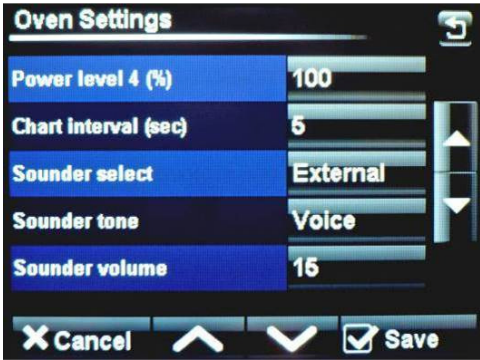 Oven Settings
Power level 4 (%) 100
Chart interval (sec) 5
Sounder select External
Sounder tone Voice
Sounder volume 15
Cancel Save